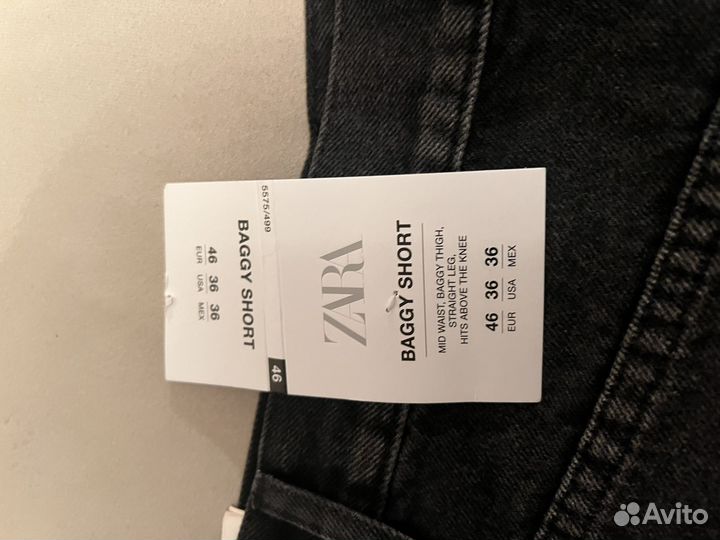 5575/499
BAGGY SHORT
46 36 36
EUR USA MEX
46
ZARA
BAGGY SHORT
MID WAIST, BAGGY THIGH,
STRAIGHT LEG,
HITS ABOVE THE KNEE
46 36 36
EUR USA MEX
Avito